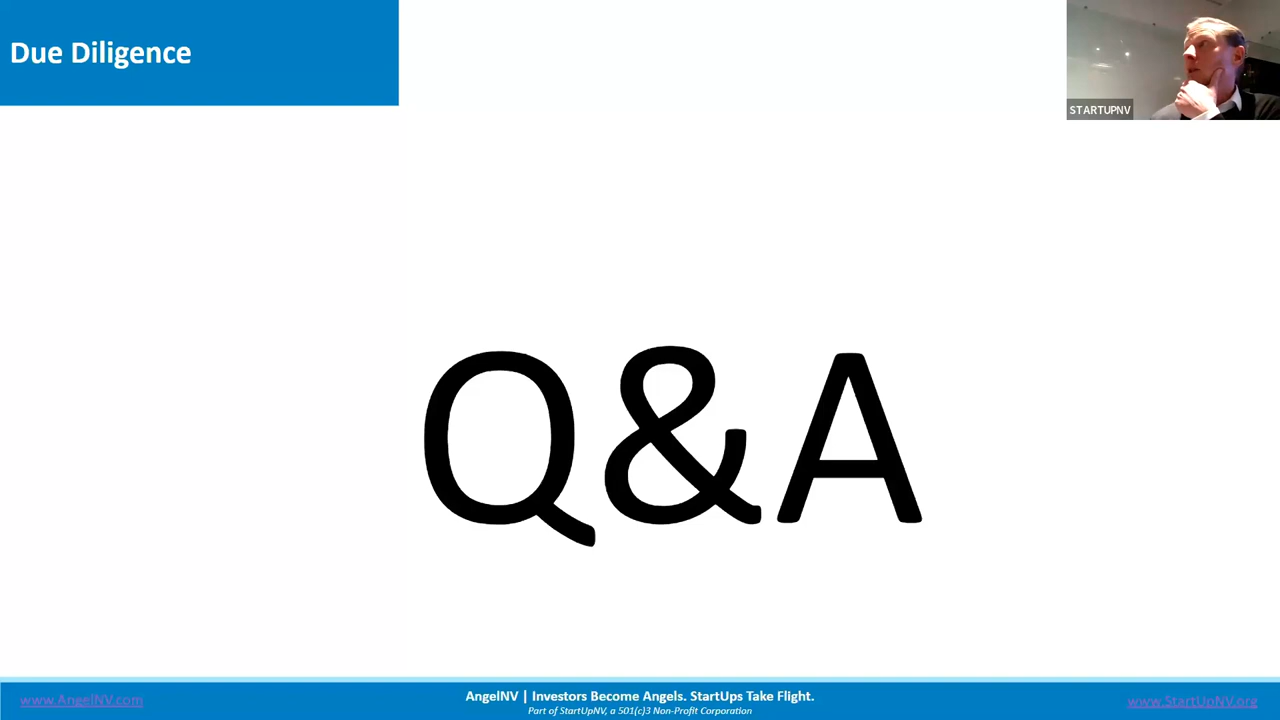 Due Diligence
STARTUPNV
Q&A
www.AngelNV.com
AngelNV | Investors Become Angels. StartUps Take Flight.
Part of StartUpNV, a 501(c)3 Non-Profit Corporation
www.StartUpNV.org